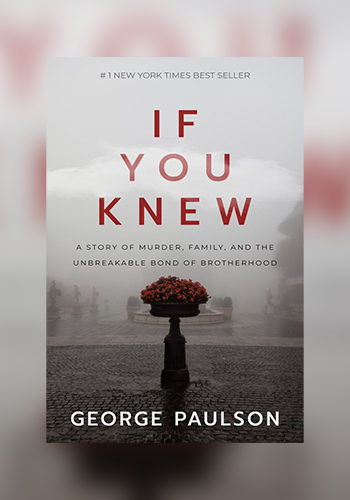 # 1 NEW YORK TIMES BEST SELLER
IF
YOU
KNEW
A STORY OF MURDER, FAMILY, AND THE
UNBREAKABLE BOND OF BROTHERHOOD
GEORGE PAULSON